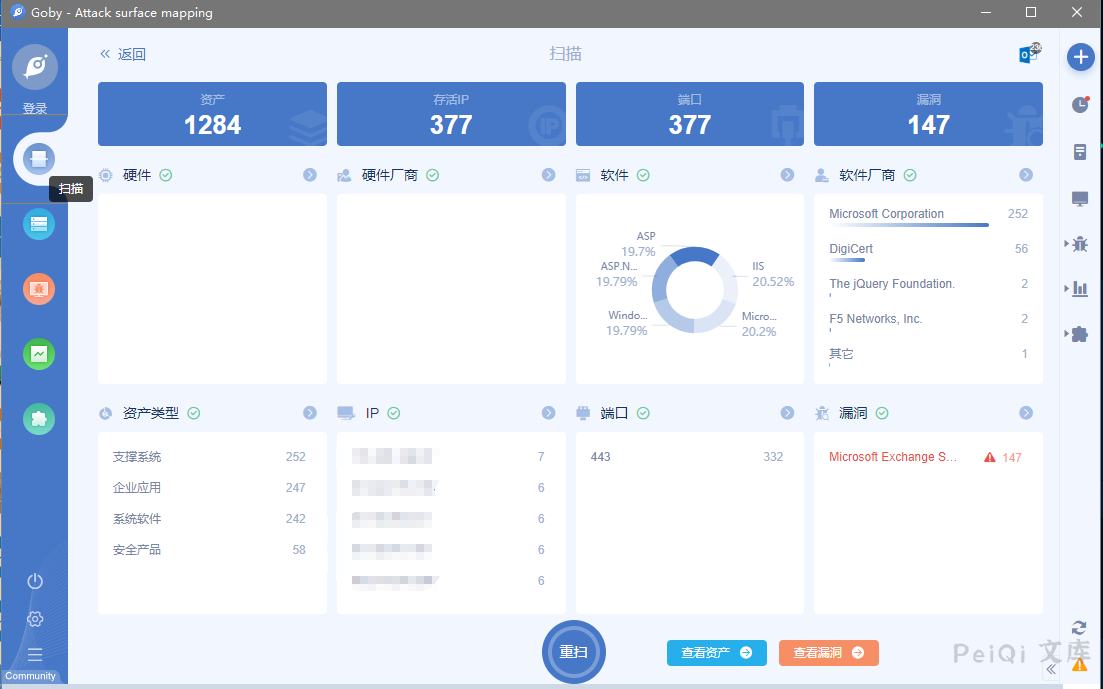 Goby - Attack surface mapping
登录
扫描
返回
扫描
236
资产
1284
存活IP
377
端口
377
漏洞
147
硬件
硬件厂商
软件
软件厂商
ASP
19.7%
ASP.N...
19.79%
Windo...
19.79%
IIS
20.52%
Micro...
20.2%
Microsoft Corporation 252
DigiCert 56
The jQuery Foundation. 2
F5 Networks, Inc. 2
其它 1
资产类型
IP
端口
漏洞
支撑系统 252
企业应用 247
系统软件 242
安全产品 58
7
6
6
6
6
443 332
Microsoft Exchange S... 147
重扫
查看资产
查看漏洞
Community
PeiQi 文库